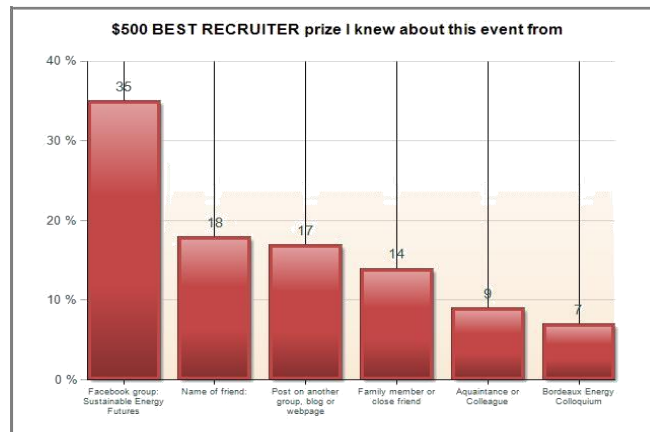 $500 BEST RECRUITER prize I knew about this event from
40 %
30 %
20 %
10 %
0 %
35
18
17
14
9
7
Facebook group:
Sustainable Energy
Futures
Name of friend:
Post on another
group, blog or
webpage
Family member or
close friend
Aquaintance or
Colleague
Bordeaux Energy
Colloquium